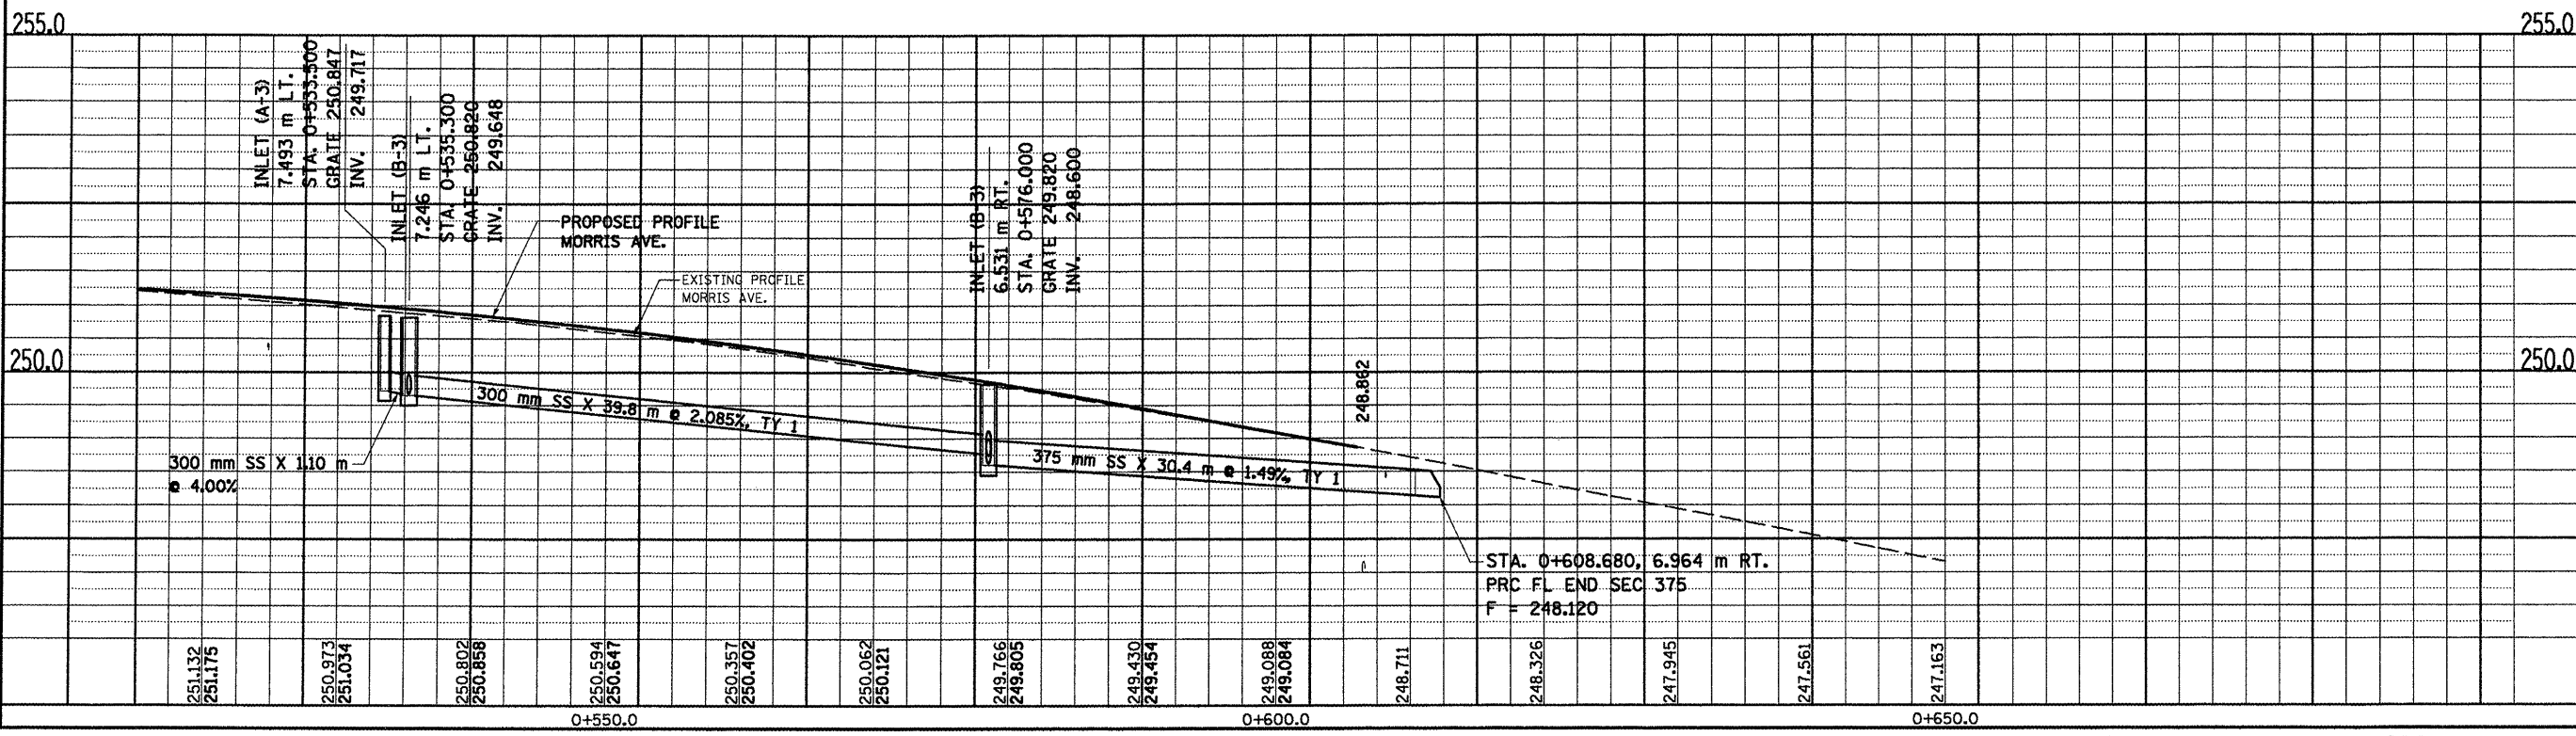 255.0
255.0
INLET (A-3)
7.493 m LT.
STA. 0+533.500
GRATE 250.847
INV. 249.717
INLET (B-3)
7.246 m LT.
STA. 0+535.300
GRATE 250.820
INV. 249.648
INLET (B-3)
6.531 m RT.
STA. 0+576.000
GRATE 249.820
INV. 248.600
PROPOSED PROFILE
MORRIS AVE.
EXISTING PROFILE
MORRIS AVE.
250.0
250.0
248.862
300 mm SS X 39.8 m @ 2.085%, TY 1
300 mm SS X 1.10 m
@ 4.00%
375 mm SS X 30.4 m @ 1.49%, TY 1
STA. 0+608.680, 6.964 m RT.
PRC FL END SEC 375
F = 248.120
251.132
251.175
250.973
251.034
250.802
250.858
250.594
250.647
250.357
250.402
250.062
250.121
249.766
249.805
249.430
249.454
249.088
249.084
248.711
248.326
247.945
247.561
247.163
0+550.0
0+600.0
0+650.0